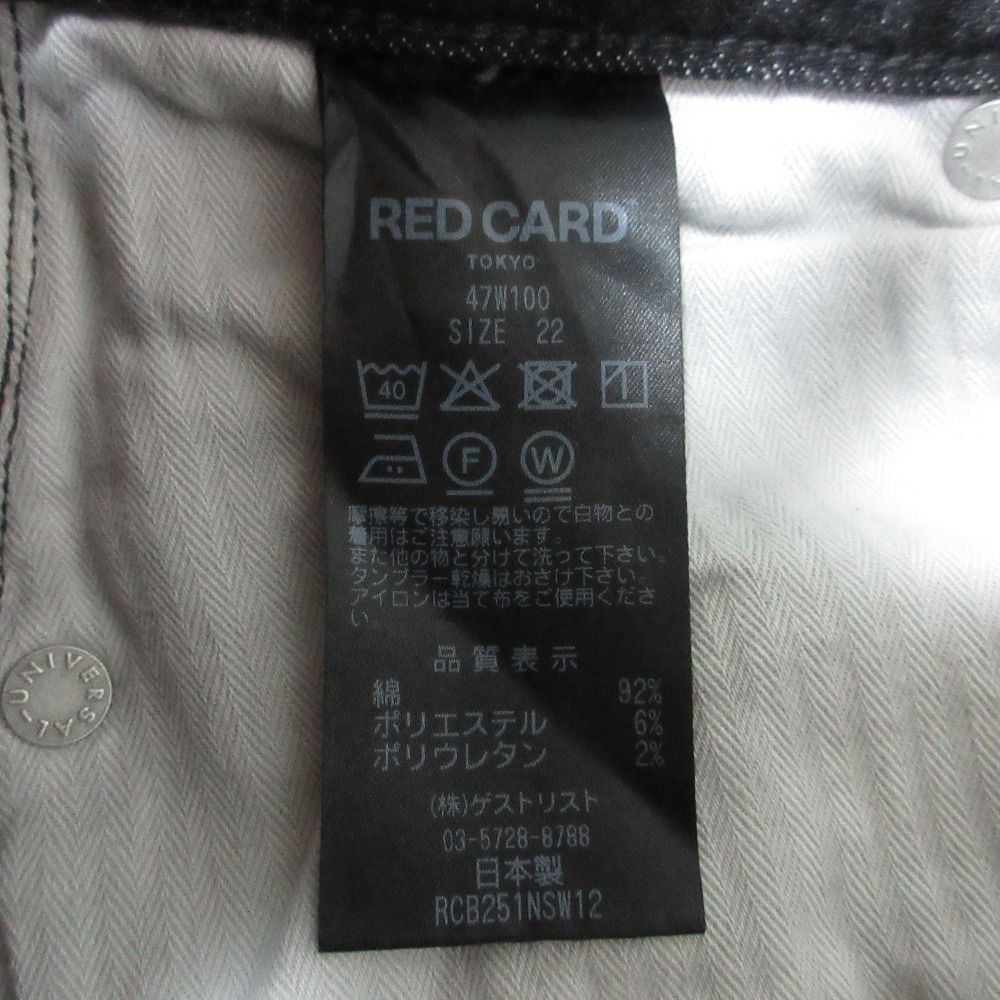 RED CARD
TOKYO
47W100
SIZE 22
40
1
F
W
摩擦等で移染し易いので白物との
着用はご注意願います。
また他の物と分けて洗って下さい。
タンブラー乾燥はおさけ下さい。
アイロンは当て布をご使用くださ
い
品質表示
綿 92%
ポリエステル 6%
ポリウレタン 2%
(株)ゲストリスト
03-5728-8788
日本製
RCB251NSW12
UNIVERSAL